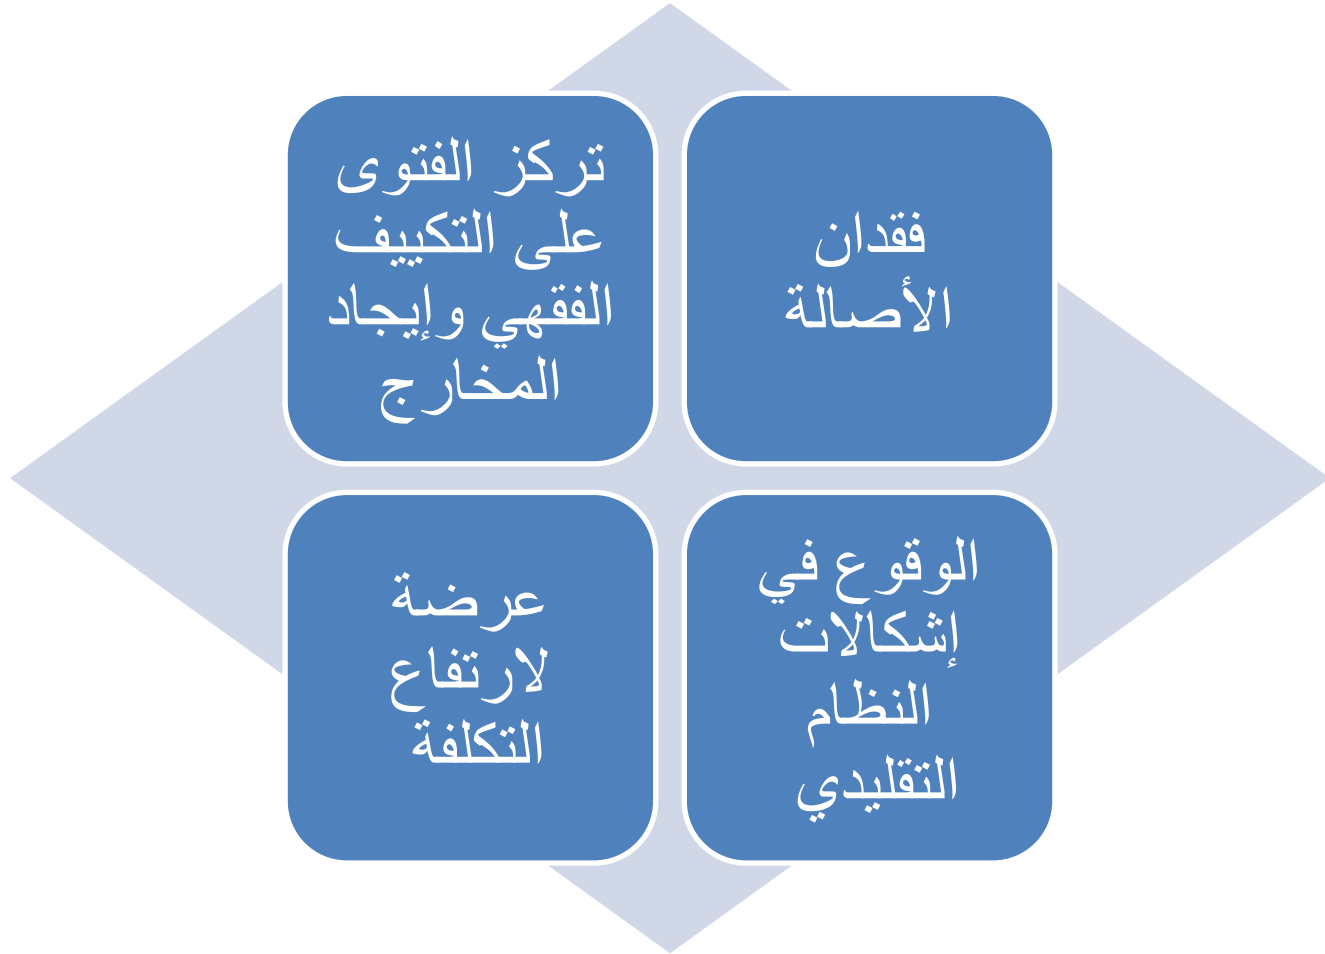 فقدان
الأصالة
تركز الفتوى
على التكييف
الفقهي وإيجاد
المخارج
الوقوع في
إشكالات
النظام
التقليدي
عرضة
لارتفاع
التكلفة